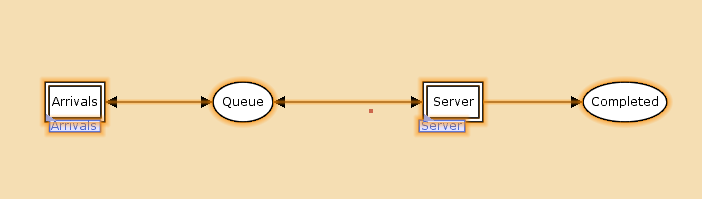 Arrivals
Queue
Server
Completed
Arrivals
Server